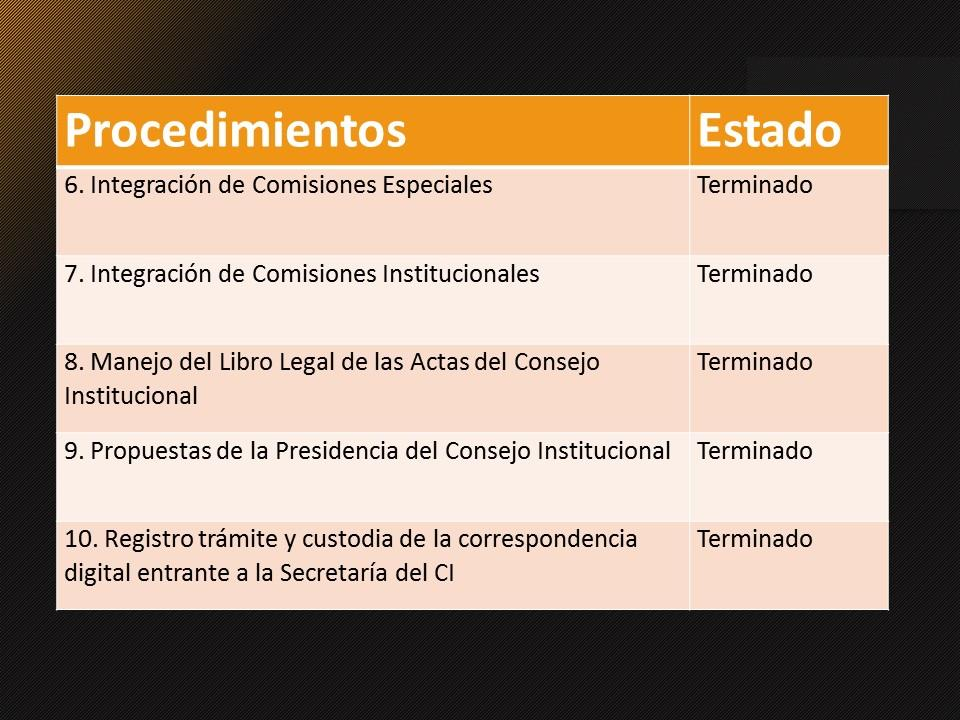 Procedimientos Estado
6. Integración de Comisiones Especiales Terminado
7. Integración de Comisiones Institucionales Terminado
8. Manejo del Libro Legal de las Actas del Consejo Terminado
Institucional
9. Propuestas de la Presidencia del Consejo Institucional Terminado
10. Registro trámite y custodia de la correspondencia Terminado
digital entrante a la Secretaría del CI